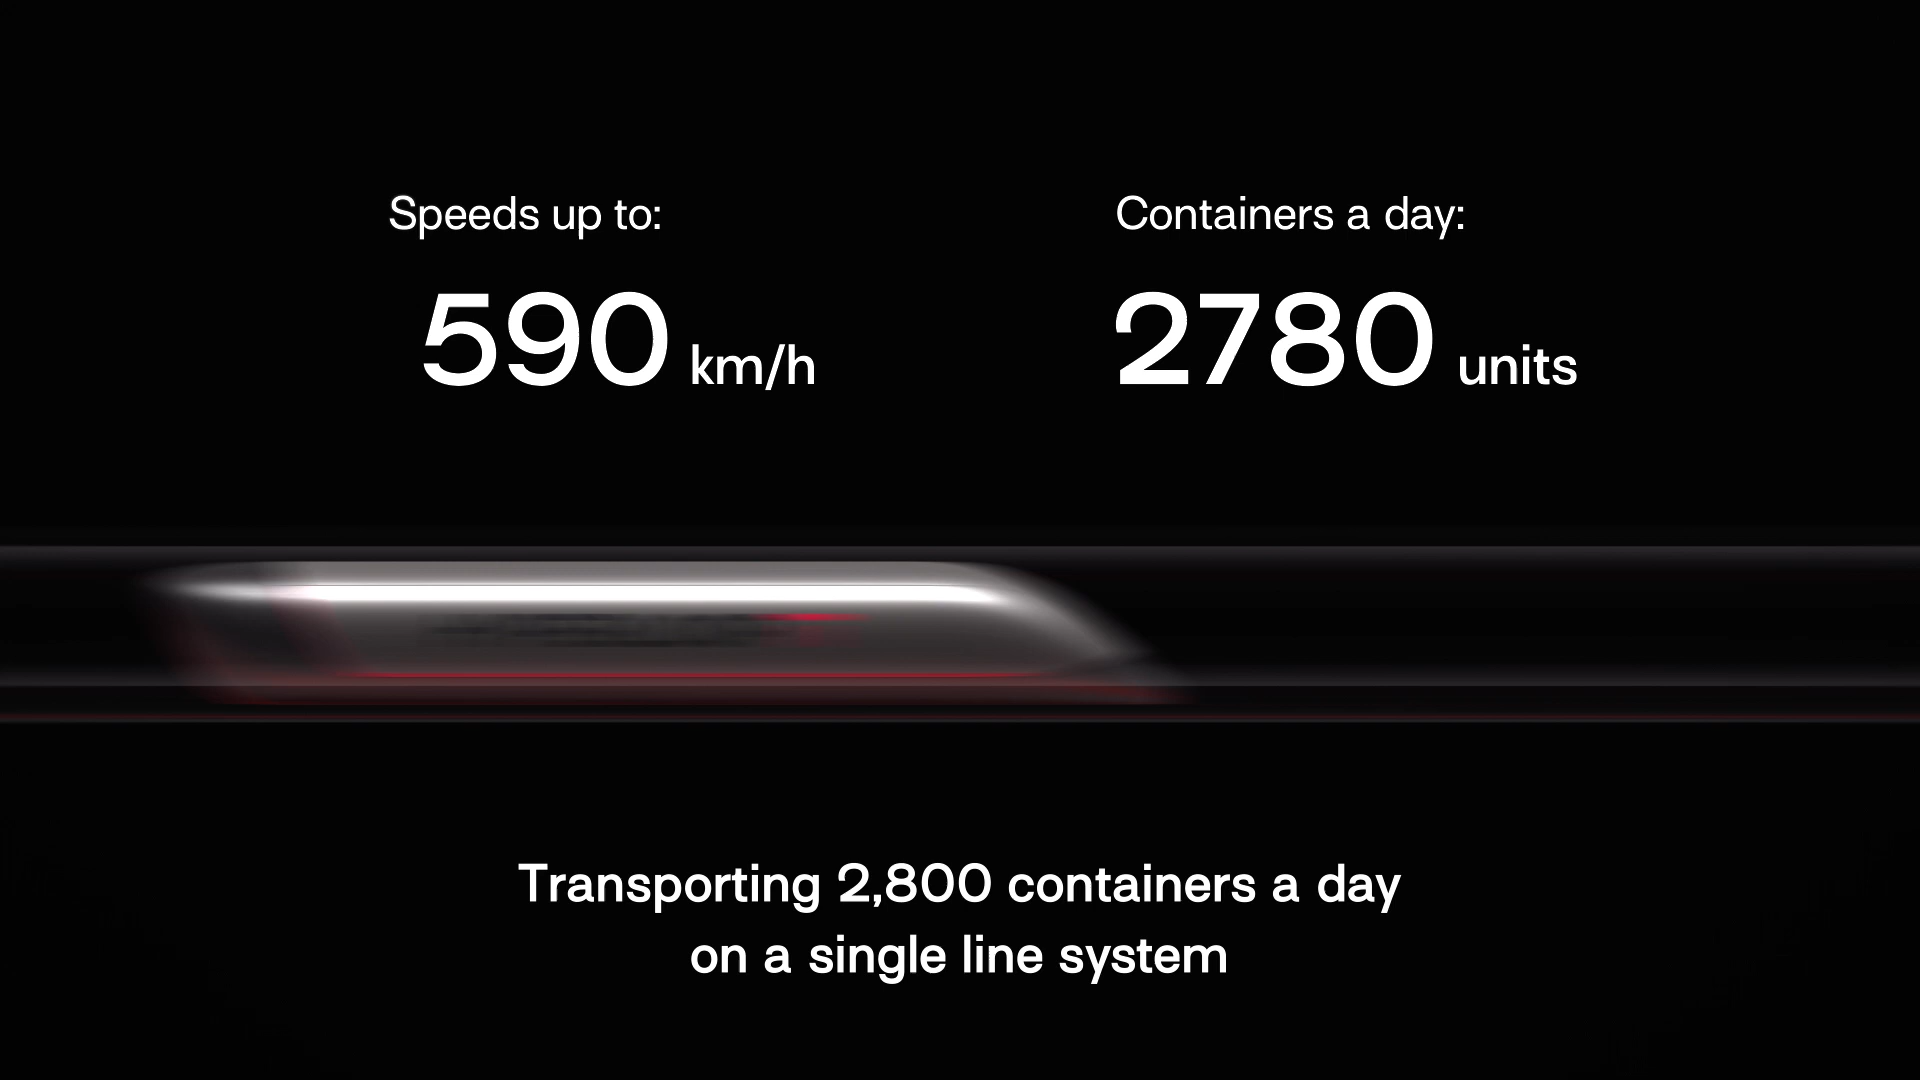 Speeds up to:
590 km/h
Containers a day:
2780 units
Transporting 2,800 containers a day
on a single line system